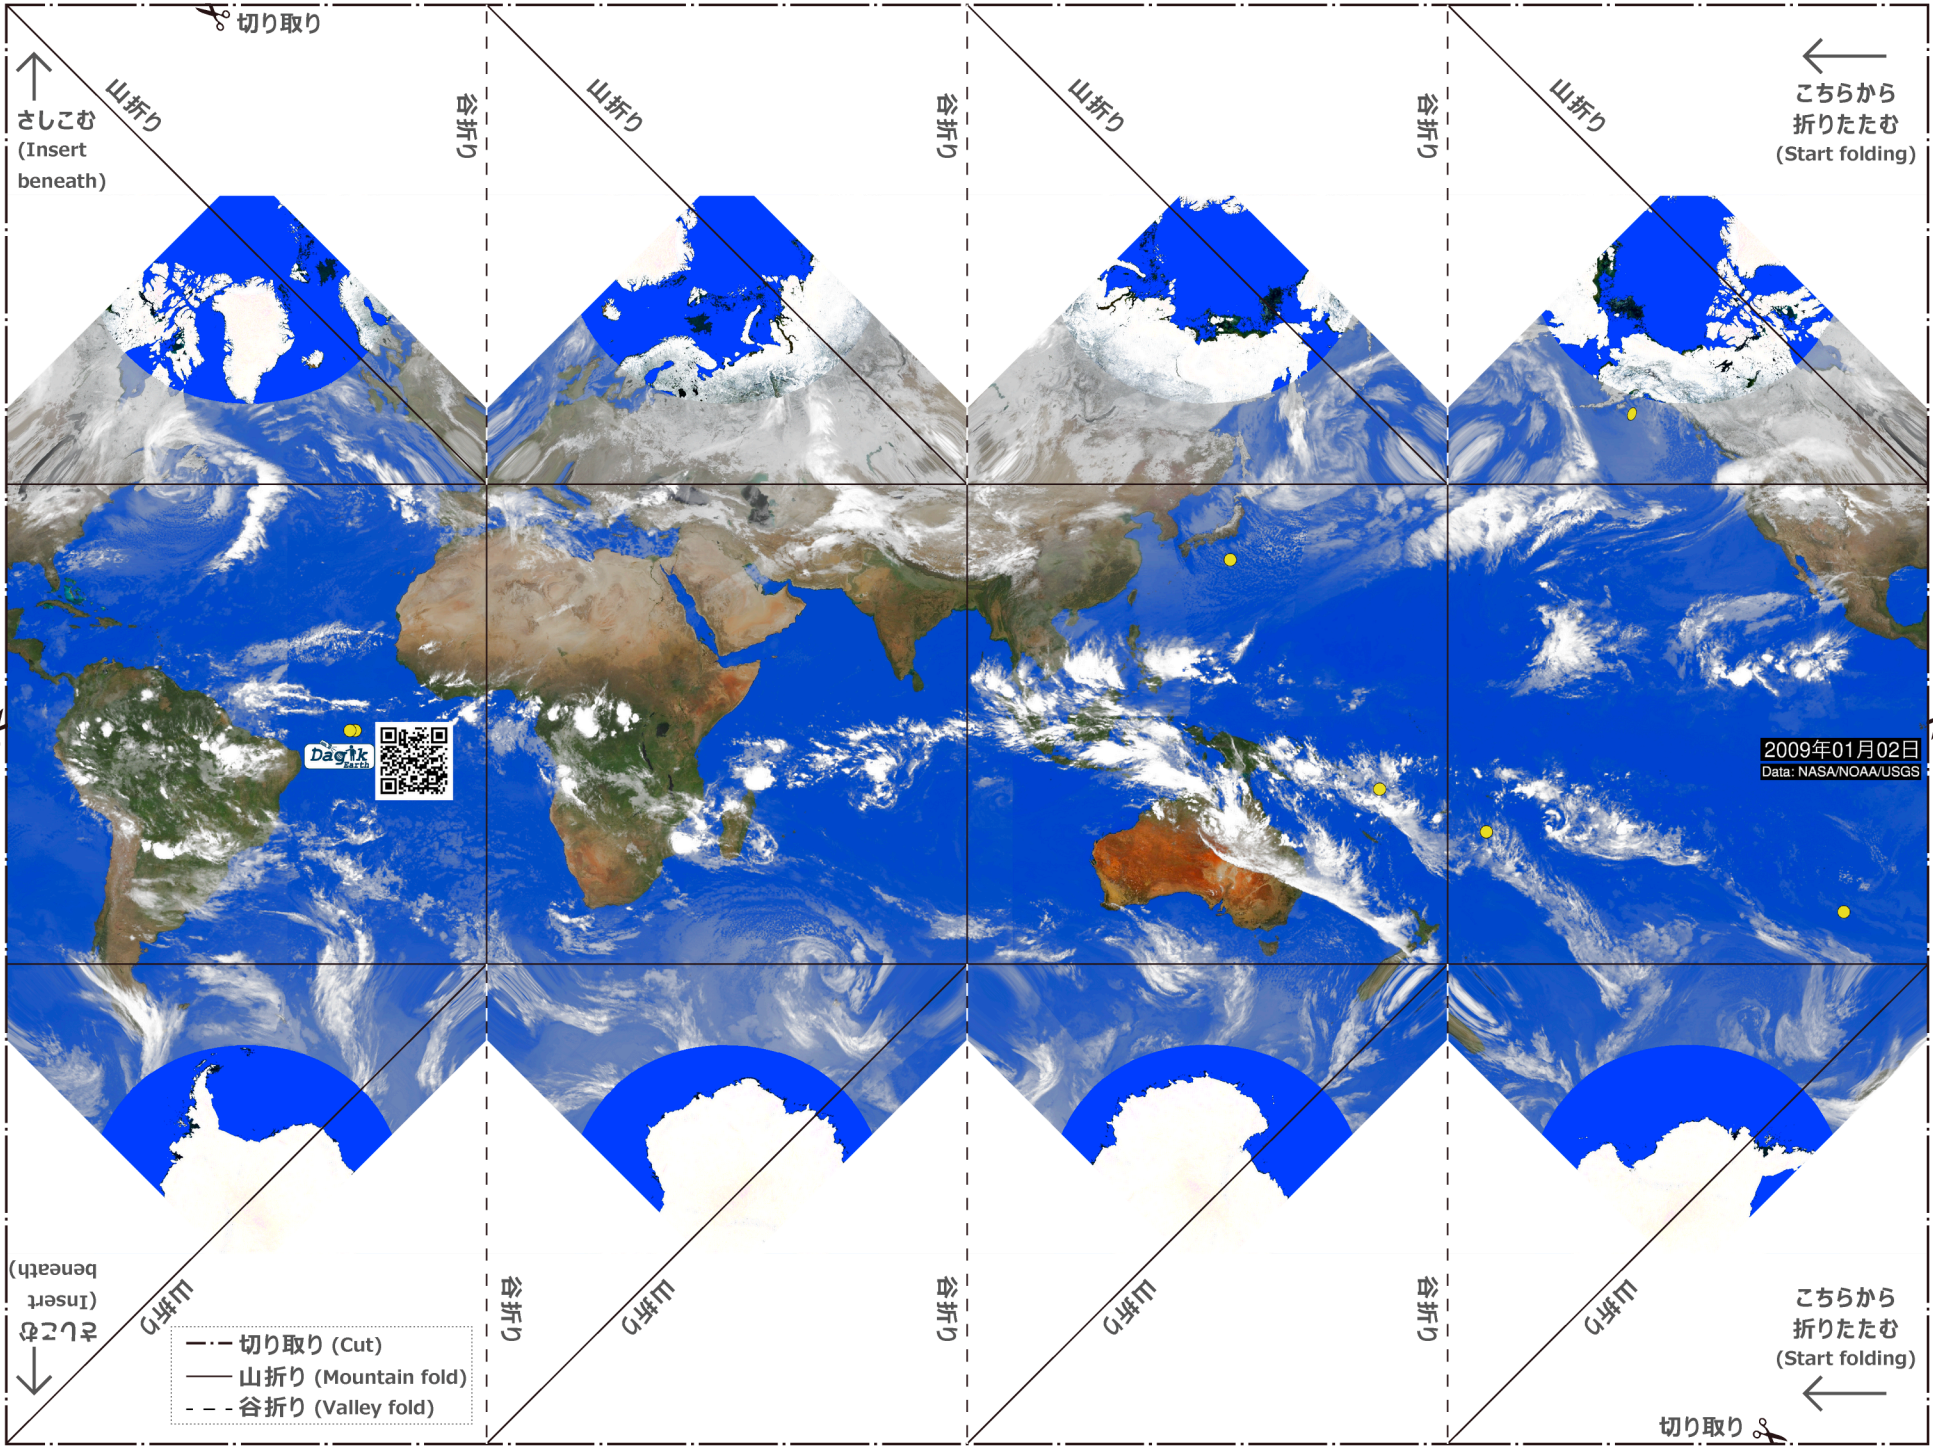 切り取り
山折り
谷折り
山折り
谷折り
山折り
谷折り
山折り
さしこむ
(Insert
beneath)
こちらから
折りたたむ
(Start folding)
Dagik
Earth
2009年01月02日
Data: NASA/NOAA/USGS
さしこむ
(Insert
beneath)
山折り
谷折り
山折り
谷折り
山折り
谷折り
山折り
切り取り (Cut)
山折り (Mountain fold)
谷折り (Valley fold)
こちらから
折りたたむ
(Start folding)
切り取り